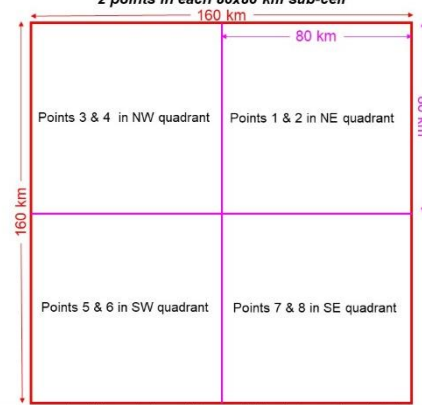 2 points in each 80x80 km sub-cell
160 km
80 km
80 km
Points 3 & 4 in NW quadrant
Points 1 & 2 in NE quadrant
160 km
Points 5 & 6 in SW quadrant
Points 7 & 8 in SE quadrant